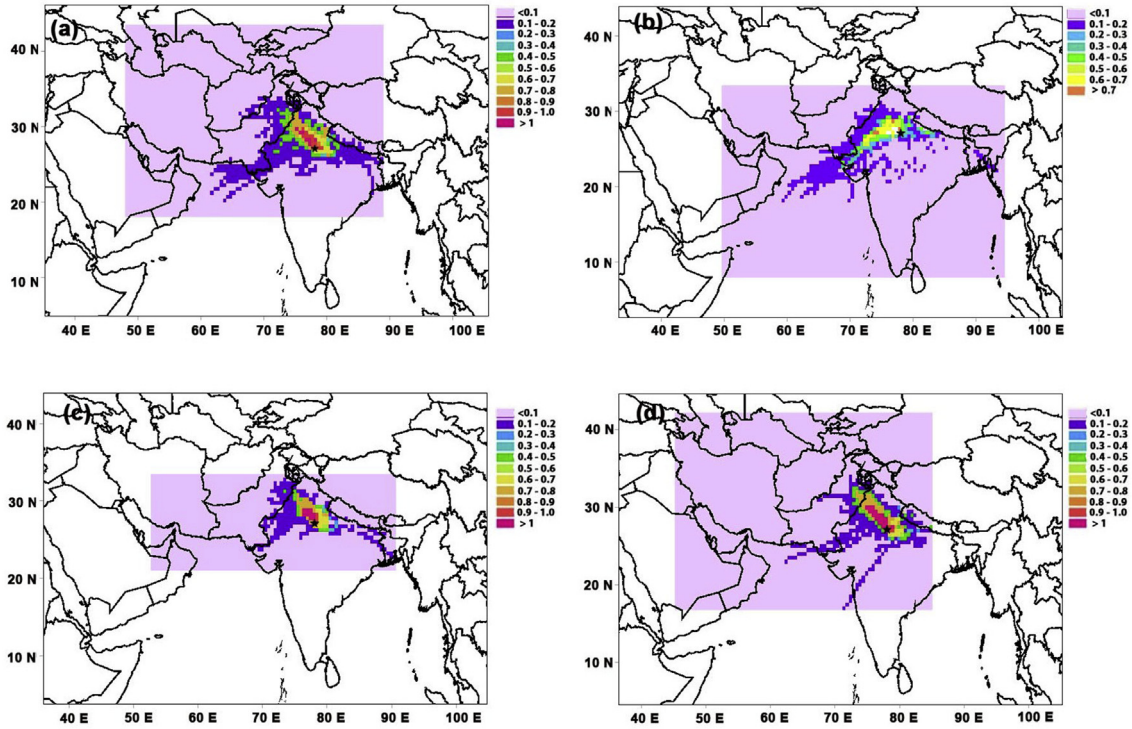 (a)
40 N
30 N
20 N
10 N
40 E 50 E 60 E 70 E 80 E 90 E 100 E
<0.1
0.1 - 0.2
0.2 - 0.3
0.3 - 0.4
0.4 - 0.5
0.5 - 0.6
0.6 - 0.7
0.7 - 0.8
0.8 - 0.9
0.9 - 1.0
> 1
(b)
40 N
30 N
20 N
10 N
40 E 50 E 60 E 70 E 80 E 90 E 100 E
<0.1
0.1 - 0.2
0.2 - 0.3
0.3 - 0.4
0.4 - 0.5
0.5 - 0.6
0.6 - 0.7
> 0.7
(c)
40 N
30 N
20 N
10 N
40 E 50 E 60 E 70 E 80 E 90 E 100 E
<0.1
0.1 - 0.2
0.2 - 0.3
0.3 - 0.4
0.4 - 0.5
0.5 - 0.6
0.6 - 0.7
0.7 - 0.8
0.8 - 0.9
0.9 - 1.0
> 1
(d)
40 N
30 N
20 N
10 N
40 E 50 E 60 E 70 E 80 E 90 E 100 E
<0.1
0.1 - 0.2
0.2 - 0.3
0.3 - 0.4
0.4 - 0.5
0.5 - 0.6
0.6 - 0.7
0.7 - 0.8
0.8 - 0.9
0.9 - 1.0
> 1